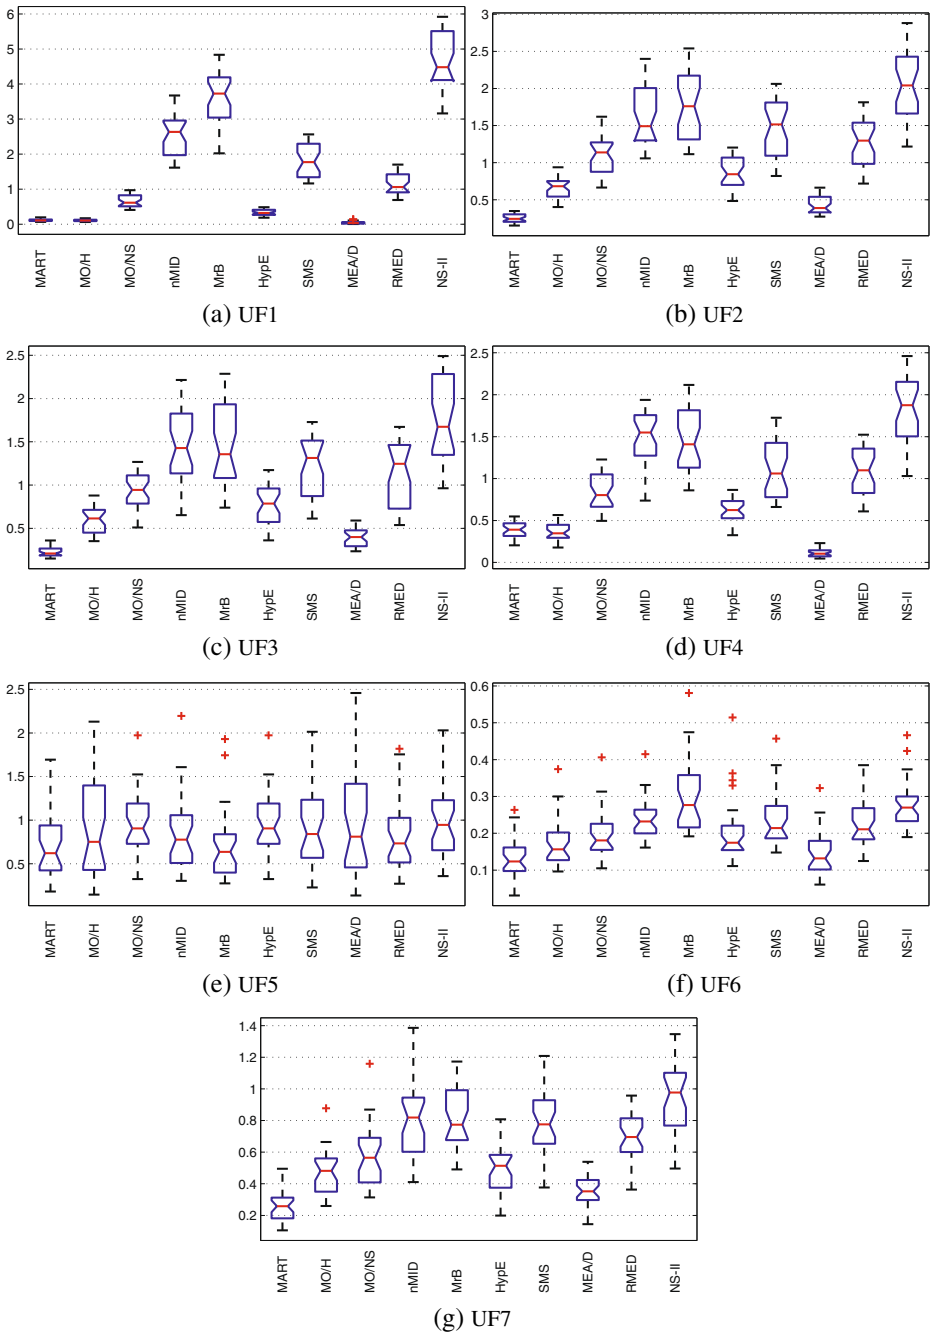 6
5
4
3
2
1
0
MART
MO/H
MO/NS
nMID
MrB
HypE
SMS
MEA/D
RMED
NS-II
(a) UF1
3
2.5
2
1.5
1
0.5
MART
MO/H
MO/NS
nMID
MrB
HypE
SMS
MEA/D
RMED
NS-II
(b) UF2
2.5
2
1.5
1
0.5
MART
MO/H
MO/NS
nMID
MrB
HypE
SMS
MEA/D
RMED
NS-II
(c) UF3
2.5
2
1.5
1
0.5
0
MART
MO/H
MO/NS
nMID
MrB
HypE
SMS
MEA/D
RMED
NS-II
(d) UF4
2.5
2
1.5
1
0.5
MART
MO/H
MO/NS
nMID
MrB
HypE
SMS
MEA/D
RMED
NS-II
(e) UF5
0.6
0.5
0.4
0.3
0.2
0.1
MART
MO/H
MO/NS
nMID
MrB
HypE
SMS
MEA/D
RMED
NS-II
(f) UF6
1.4
1.2
1
0.8
0.6
0.4
0.2
MART
MO/H
MO/NS
nMID
MrB
HypE
SMS
MEA/D
RMED
NS-II
(g) UF7